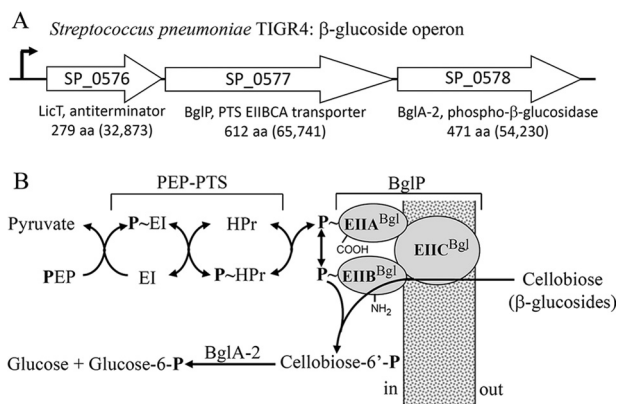 A
Streptococcus pneumoniae TIGR4: β-glucoside operon
SP_0576 SP_0577 SP_0578
LicT, antiterminator BglP, PTS EIIBCA transporter BglA-2, phospho-β-glucosidase
279 aa (32,873) 612 aa (65,741) 471 aa (54,230)
B
PEP-PTS BglP
Pyruvate P~EI HPr P~ EIIA^Bgl
COOH
EIIC^Bgl
PEP EI P~HPr P~ EIIB^Bgl Cellobiose
NH₂ (β-glucosides)
Glucose + Glucose-6-P BglA-2 Cellobiose-6’-P
in out